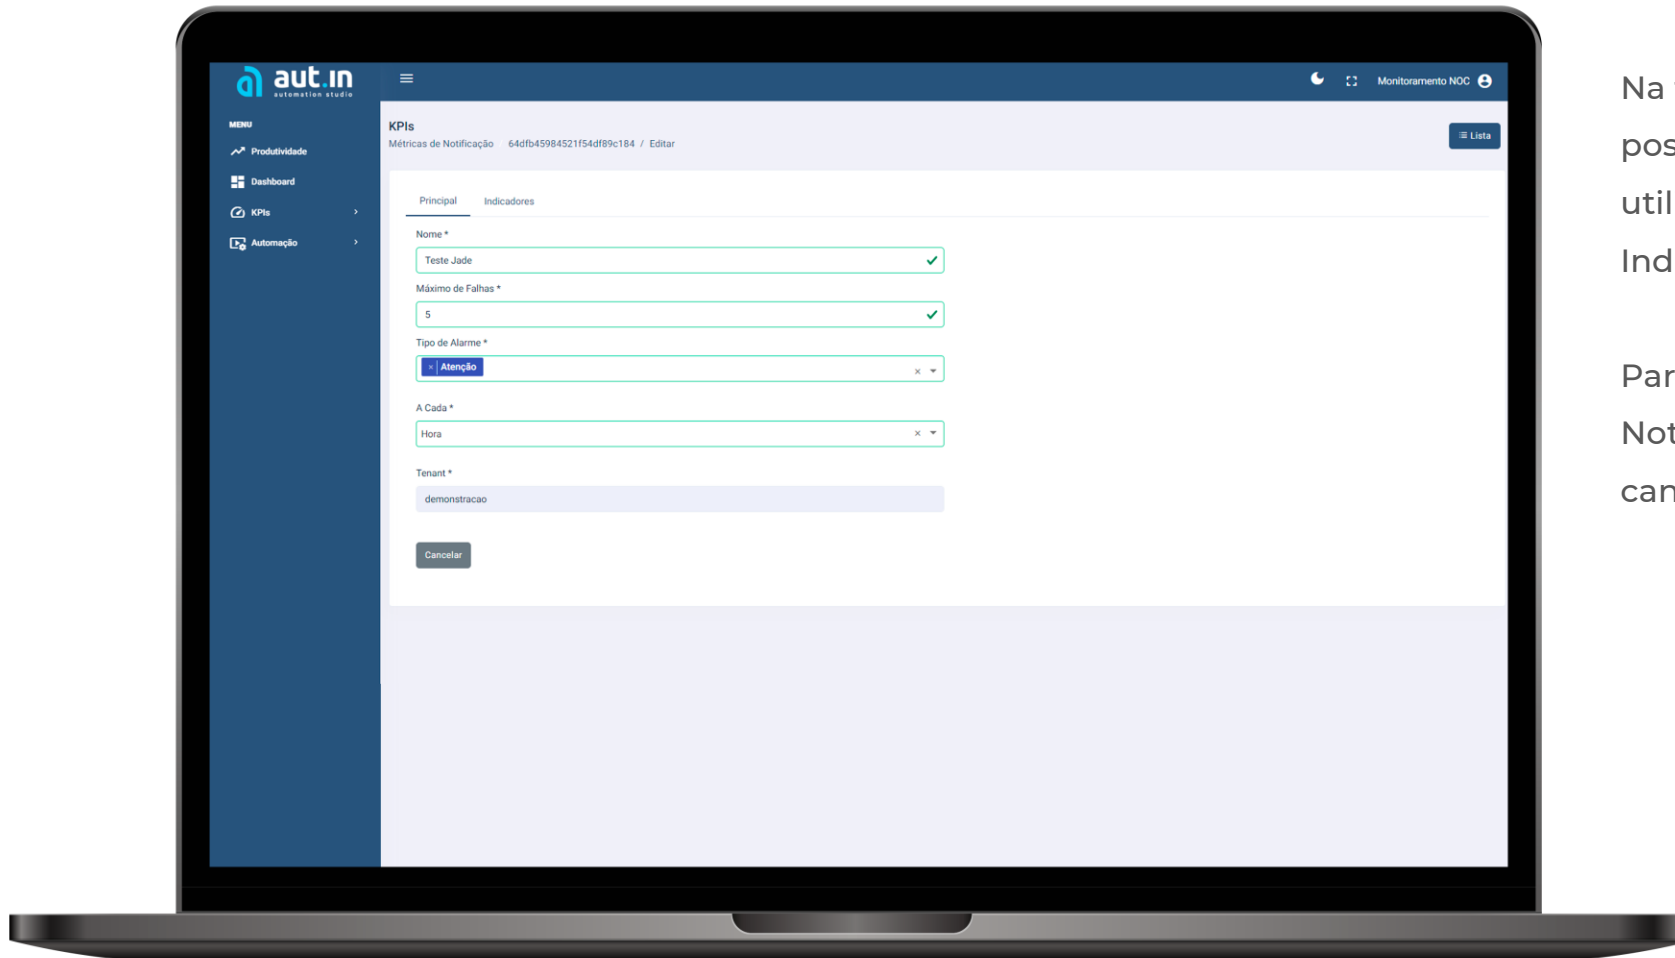 aut.in
automation studio
Monitoramento NOC
MENU
Produtividade
Dashboard
KPIs
Automação
KPIs
Métricas de Notificação 64dfb45984521f54df89c184 / Editar
Lista
Principal Indicadores
Nome *
Teste Jade
Máximo de Falhas *
5
Tipo de Alarme *
× Atenção
A Cada *
Hora
Tenant *
demonstracao
Cancelar
Na
pos
util
Ind
Par
Not
can